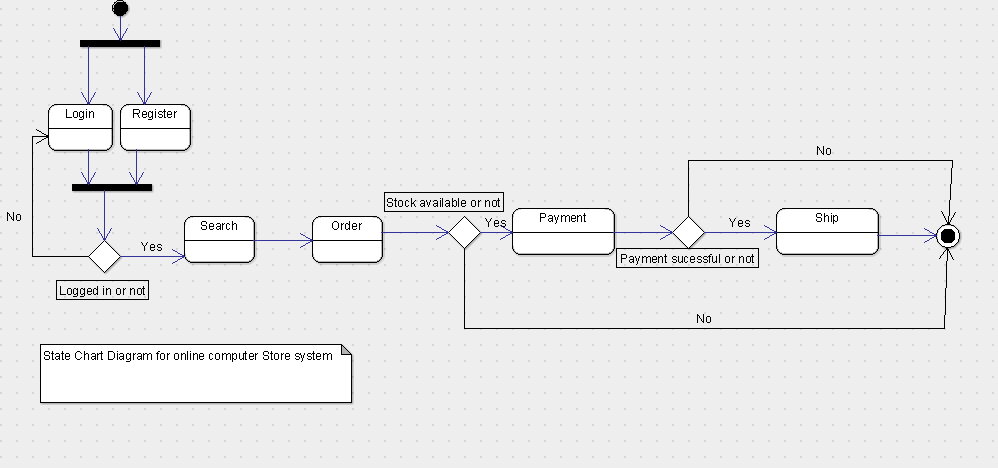 Login
Register
No
Yes
Logged in or not
Search
Order
Stock available or not
Yes
Payment
Payment sucessful or not
No
Yes
Ship
No
State Chart Diagram for online computer Store system